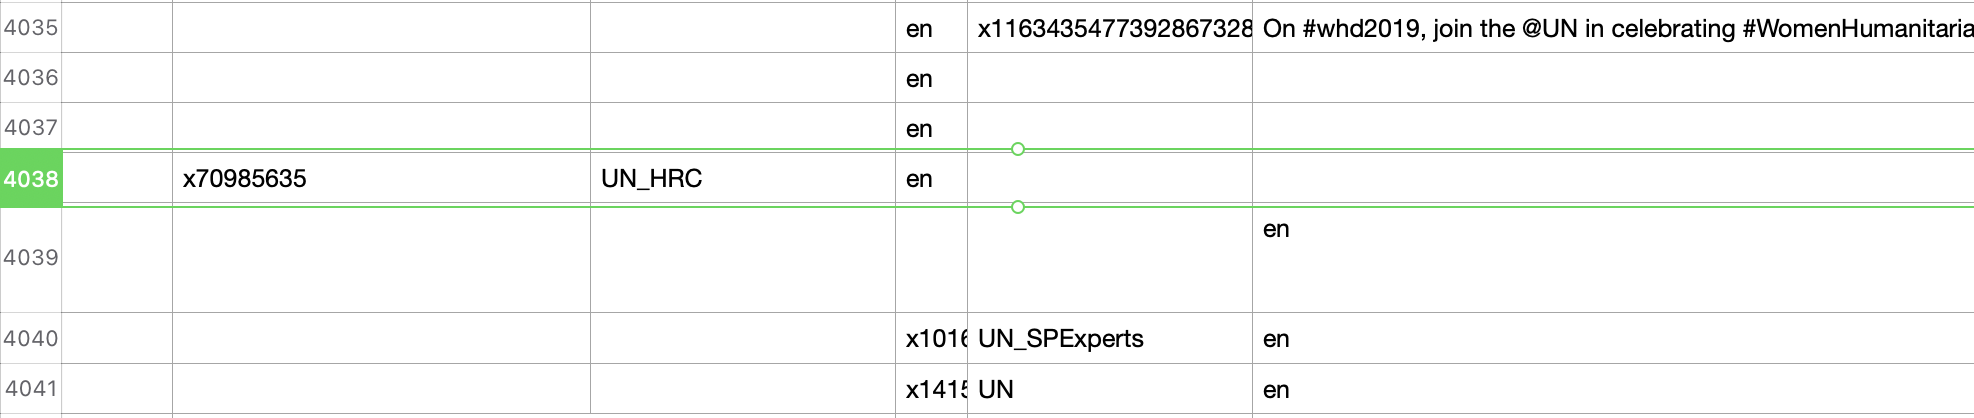 4035 en x1163435477392867328 On #whd2019, join the @UN in celebrating #WomenHumanitaria
4036 en
4037 en
4038 x70985635 UN_HRC en
4039 en
4040 x1016 UN_SPExperts en
4041 x1415 UN en